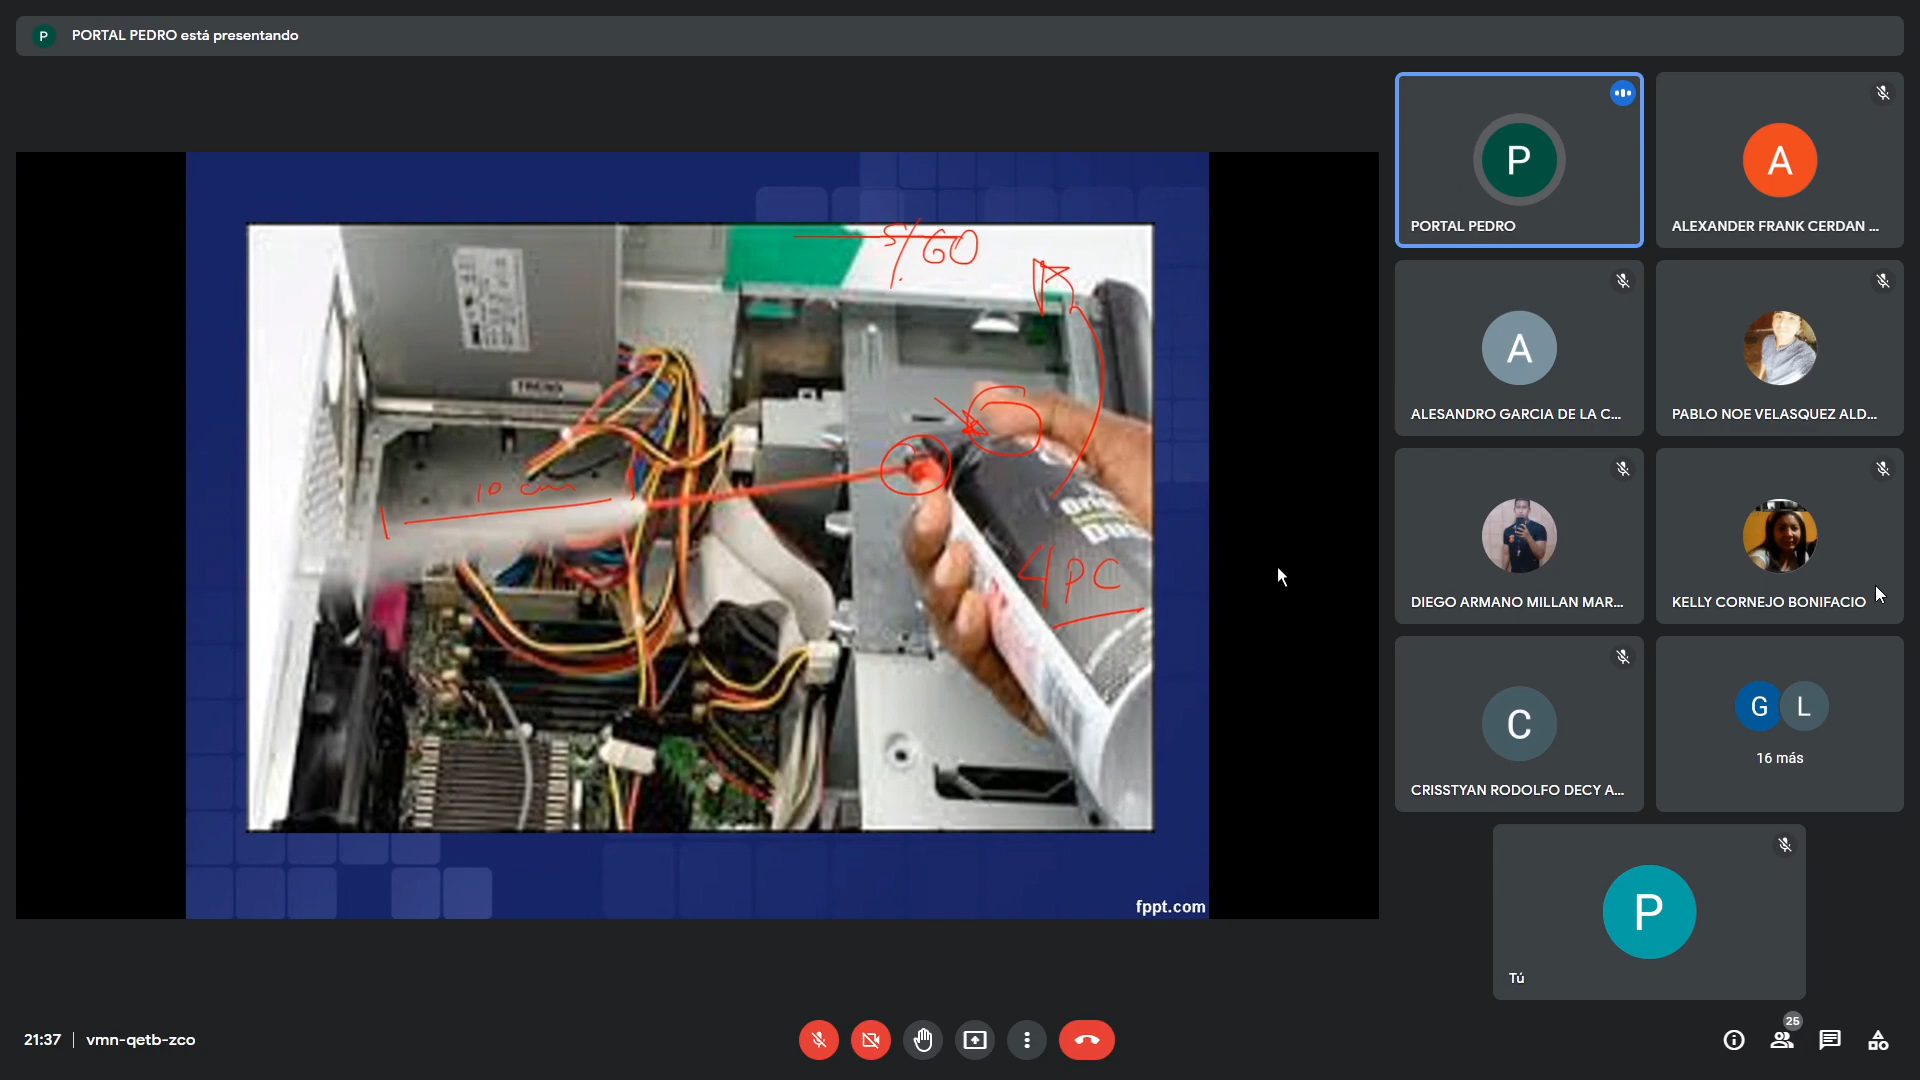 P PORTAL PEDRO está presentando
S/. 60
10 cm
4 PC
fppt.com
P
PORTAL PEDRO
A
ALEXANDER FRANK CERDAN ...
A
ALESANDRO GARCIA DE LA C...
PABLO NOE VELASQUEZ ALD...
DIEGO ARMANO MILLAN MAR...
KELLY CORNEJO BONIFACIO
C
CRISSTYAN RODOLFO DECY A...
G L
16 más
P
Tú
21:37 | vmn-qetb-zco
25